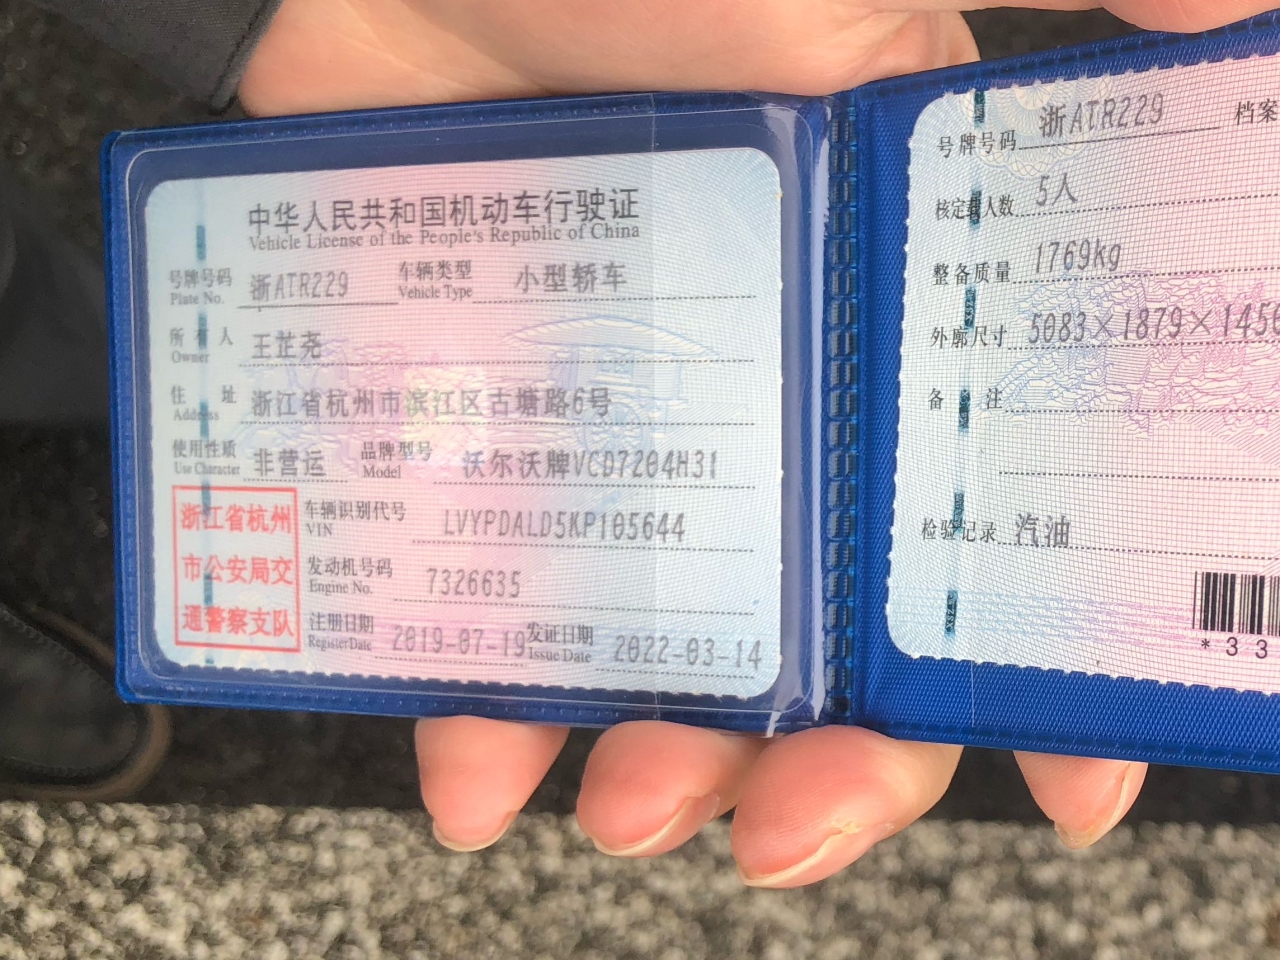 中华人民共和国机动车行驶证
Vehicle License of the People's Republic of China
号牌号码 浙ATR229 车辆类型 小型轿车
Plate No. Vehicle Type
所有人 王芷尧
Owner
住址 浙江省杭州市滨江区古塘路6号
Address
使用性质 非营运 品牌型号 沃尔沃牌VCD7204H31
Use Character Model
车辆识别代号 LVYPDALD5KP105644
VIN
发动机号码 7326635
Engine No.
注册日期 2019-07-19 发证日期 2022-03-14
Register Date Issue Date
浙江省杭州
市公安局交
通警察支队
号牌号码 浙ATR229 档案
核定载人数 5人
整备质量 1769kg
外廓尺寸 5083×1879×145
备注
检验记录 汽油
*33